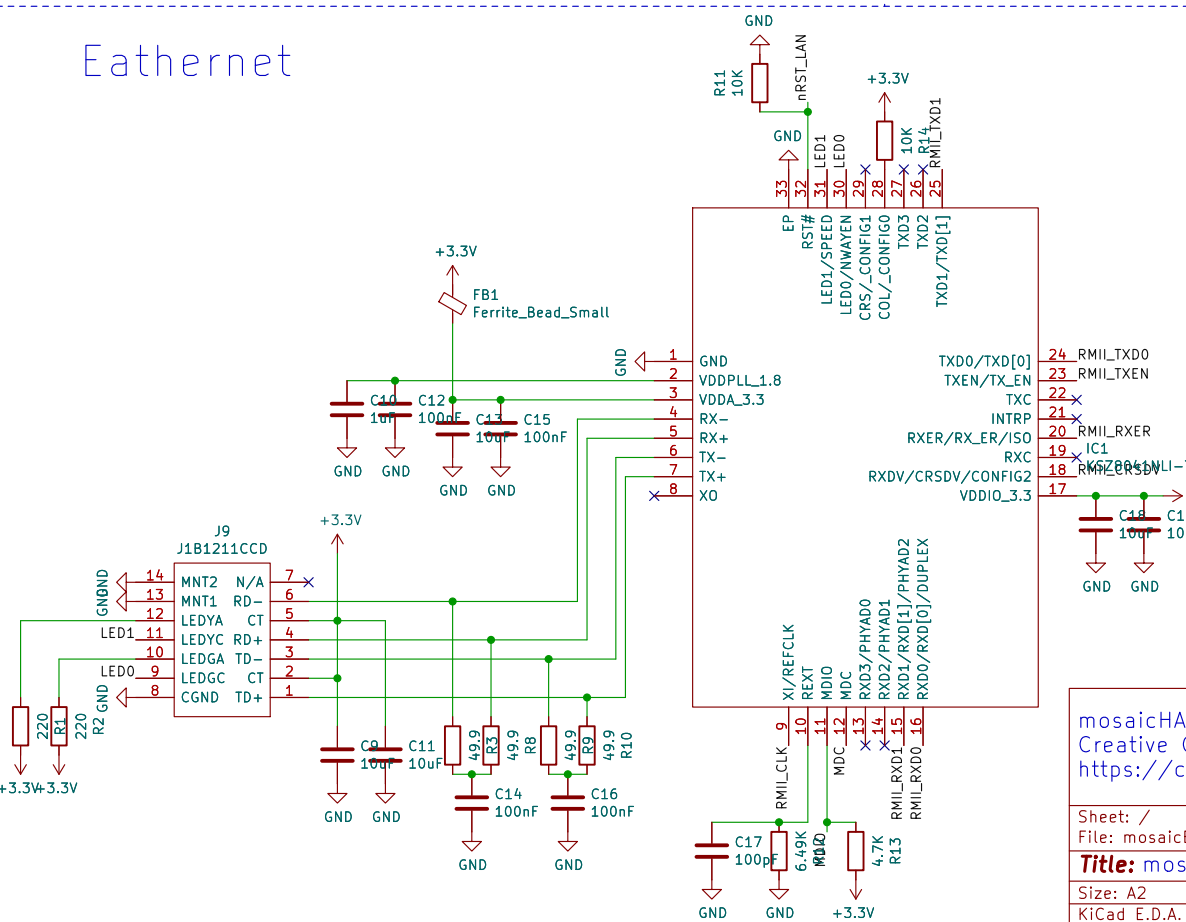 Eathernet
GND
R11
10K
nRST_LAN
+3.3V
10K
R14
RMII_TXD1
GND
LED1
LED0
33
32
31
30
29
28
27
26
25
EP
RST#
LED1/SPEED
LED0/NWAYEN
CRS/_CONFIG1
COL/_CONFIG0
TXD3
TXD2
TXD1/TXD[1]
+3.3V
FB1
Ferrite_Bead_Small
GND
1
GND
2
VDDPLL_1.8
3
VDDA_3.3
4
RX-
5
RX+
6
TX-
7
TX+
8
XO
TXD0/TXD[0]
24
RMII_TXD0
TXEN/TX_EN
23
RMII_TXEN
TXC
22
INTRP
21
RXER/RX_ER/ISO
20
RMII_RXER
RXC
19
IC1
RXDV/CRSDV/CONFIG2
18
KSZ8041NLI-
RMII_CRSDV
VDDIO_3.3
17
C10
1uF
C12
100nF
C13
10uF
C15
100nF
GND
GND
GND
GND
C18
10uF
C1
10
GND
GND
J9
J1B1211CCD
+3.3V
GND
14
MNT2
N/A
7
GND
13
MNT1
RD-
6
12
LEDYA
CT
5
LED1
11
LEDYC
RD+
4
10
LEDGA
TD-
3
LED0
9
LEDGC
CT
2
GND
8
CGND
TD+
1
220
R1
220
R2
+3.3V
+3.3V
C9
10uF
C11
10uF
GND
GND
49.9
R3
49.9
R8
49.9
R9
49.9
R10
C14
100nF
C16
100nF
GND
GND
XI/REFCLK
REXT
MDIO
MDC
RXD3/PHYAD0
RXD2/PHYAD1
RXD1/RXD[1]/PHYAD2
RXD0/RXD[0]/DUPLEX
9
10
11
12
13
14
15
16
RMII_CLK
MDC
RMII_RXD1
RMII_RXD0
C17
100pF
6.49K
R12
MDIO
4.7K
R13
GND
GND
+3.3V
mosaicHA
Creative C
https://c
Sheet: /
File: mosaic
Title: mos
Size: A2
KiCad E.D.A.